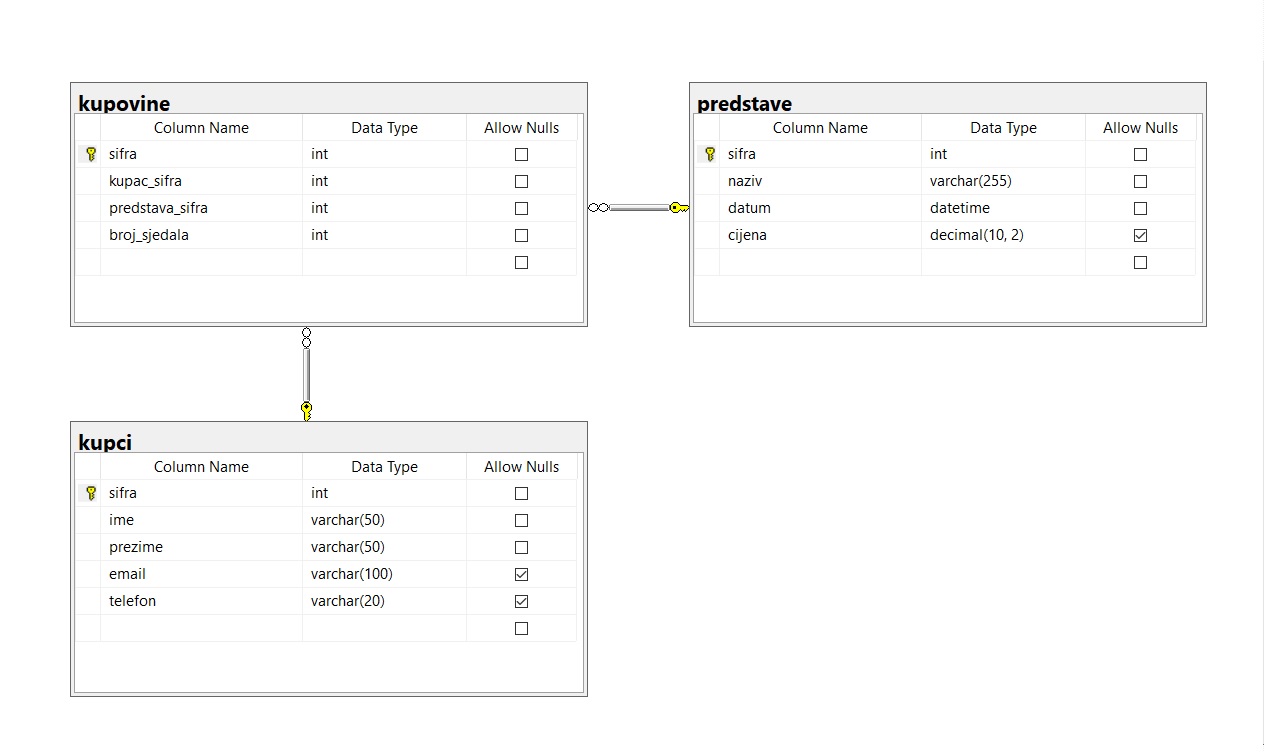 kupovine
Column Name Data Type Allow Nulls
sifra int
kupac_sifra int
predstava_sifra int
broj_sjedala int
predstave
Column Name Data Type Allow Nulls
sifra int
naziv varchar(255)
datum datetime
cijena decimal(10, 2)
kupci
Column Name Data Type Allow Nulls
sifra int
ime varchar(50)
prezime varchar(50)
email varchar(100)
telefon varchar(20)